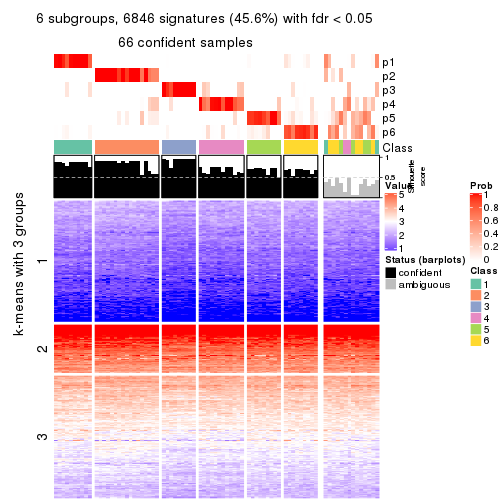 6 subgroups, 6846 signatures (45.6%) with fdr < 0.05
66 confident samples
p1
p2
p3
p4
p5
p6
Class
1
0.5
Silhouette
score
k-means with 3 groups
1
2
3
Value
5
4
3
2
1
Status (barplots)
confident
ambiguous
Prob
1
0.8
0.6
0.4
0.2
0
Class
1
2
3
4
5
6